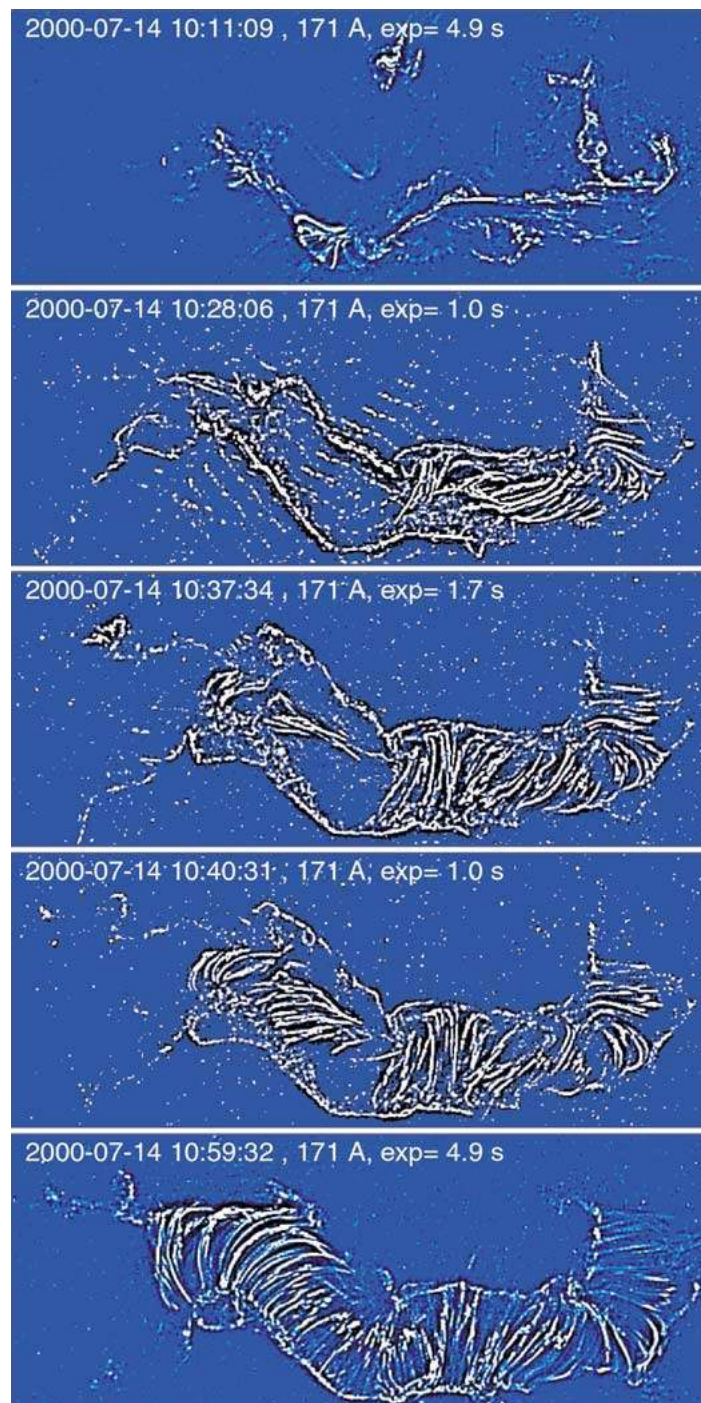 2000-07-14 10:11:09 , 171 A, exp= 4.9 s
2000-07-14 10:28:06 , 171 A, exp= 1.0 s
2000-07-14 10:37:34 , 171 A, exp= 1.7 s
2000-07-14 10:40:31 , 171 A, exp= 1.0 s
2000-07-14 10:59:32 , 171 A, exp= 4.9 s